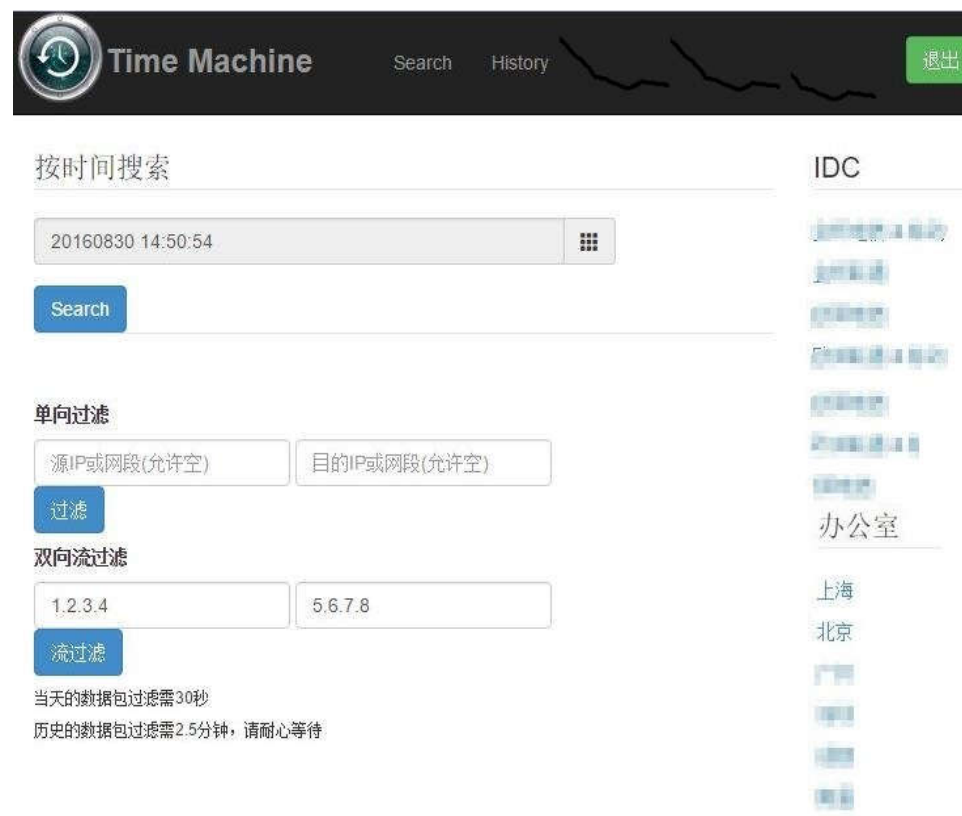 Time Machine Search History 退出
按时间搜索
20160830 14:50:54
Search
单向过滤
源IP或网段(允许空) 目的IP或网段(允许空)
过滤
双向流过滤
1.2.3.4 5.6.7.8
流过滤
当天的数据包过滤需30秒
历史的数据包过滤需2.5分钟，请耐心等待
IDC
办公室
上海
北京